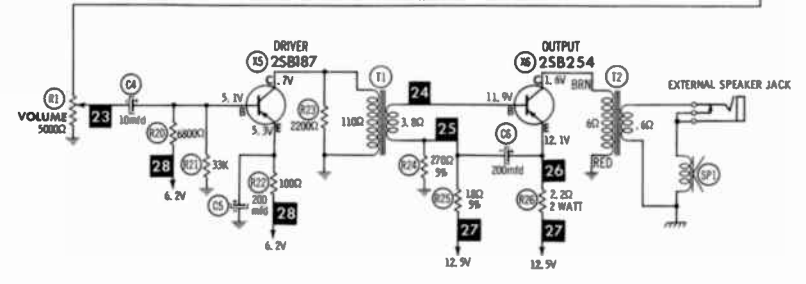 DRIVER
X5 2SB187
OUTPUT
X6 2SB254
C
.7V
C
1.6V
BRN
T1
T2
EXTERNAL SPEAKER JACK
R1
VOLUME
5000Ω
C4
10mfd
23
5.1V
B
R23
2200Ω
110Ω
3.8Ω
24
11.9V
B
6Ω
.6Ω
R20
6800Ω
5.3V
E
25
C6
200mfd
E
12.1V
RED
28
R21
33K
R24
270Ω
9%
26
SP1
6.2V
C5
200
mfd
R22
100Ω
R25
18Ω
9%
R26
2.2Ω
2 WATT
28
27
27
6.2V
12.9V
12.5V